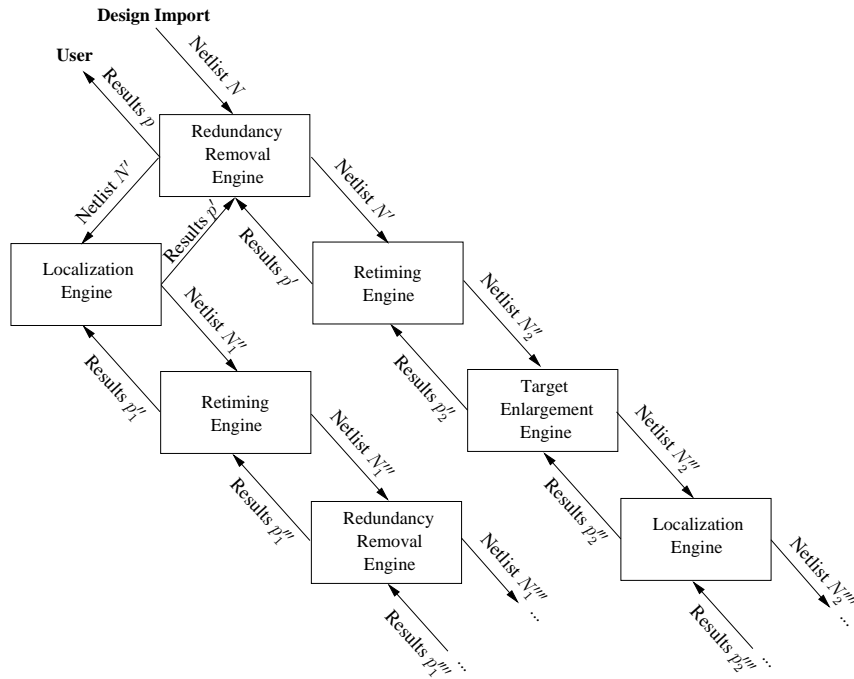 Design Import
User
Netlist N
Results p
Redundancy
Removal
Engine
Netlist N′
Results p′
Results p′
Netlist N′
Localization
Engine
Retiming
Engine
Netlist N″₁
Netlist N″₂
Results p″₁
Retiming
Engine
Results p″₂
Target
Enlargement
Engine
Netlist N‴₁
Netlist N‴₂
Results p‴₁
Redundancy
Removal
Engine
Results p‴₂
Localization
Engine
Netlist N⁗₁
...
Netlist N⁗₂
...
Results p⁗₁
...
Results p⁗₂
...